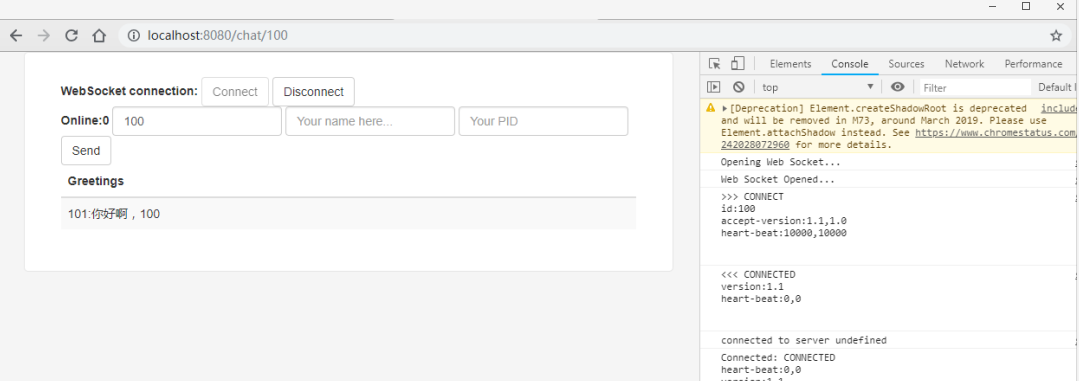 localhost:8080/chat/100
WebSocket connection: Connect Disconnect
Online:0 100 Your name here... Your PID
Send
Greetings
101:你好啊，100
Elements Console Sources Network Performance
top Filter Default
[Deprecation] Element.createShadowRoot is deprecated include
and will be removed in M73, around March 2019. Please use
Element.attachShadow instead. See https://www.chromestatus.com/
242028072960 for more details.
Opening Web Socket...
Web Socket Opened...
>>> CONNECT
id:100
accept-version:1.1,1.0
heart-beat:10000,10000
<<< CONNECTED
version:1.1
heart-beat:0,0
connected to server undefined
Connected: CONNECTED
heart-beat:0,0
version:1.1